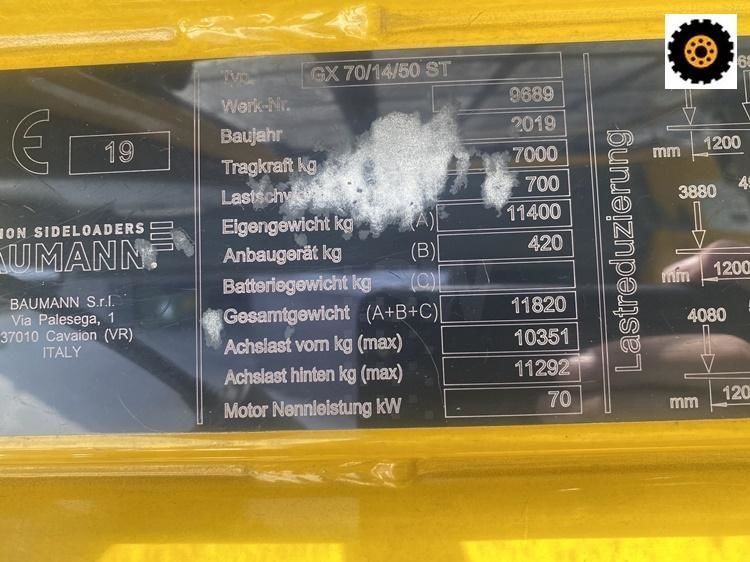 Typ. GX 70/14/50 ST
Werk-Nr. 9689
Baujahr 2019
Tragkraft kg 7000
700
Eigengewicht kg (A) 11400
Anbaugerät kg (B) 420
Batteriegewicht kg (C)
Gesamtgewicht (A+B+C) 11820
Achslast vorn kg (max) 10351
Achslast hinten kg (max) 11292
Motor Nennleistung kW 70
CE 19
SIDELOADERS
BAUMANN S.r.l.
Via Palesega, 1
37010 Cavaion (VR)
ITALY
Lastreduzierung
mm 1200
3880
mm 1200
4080
mm